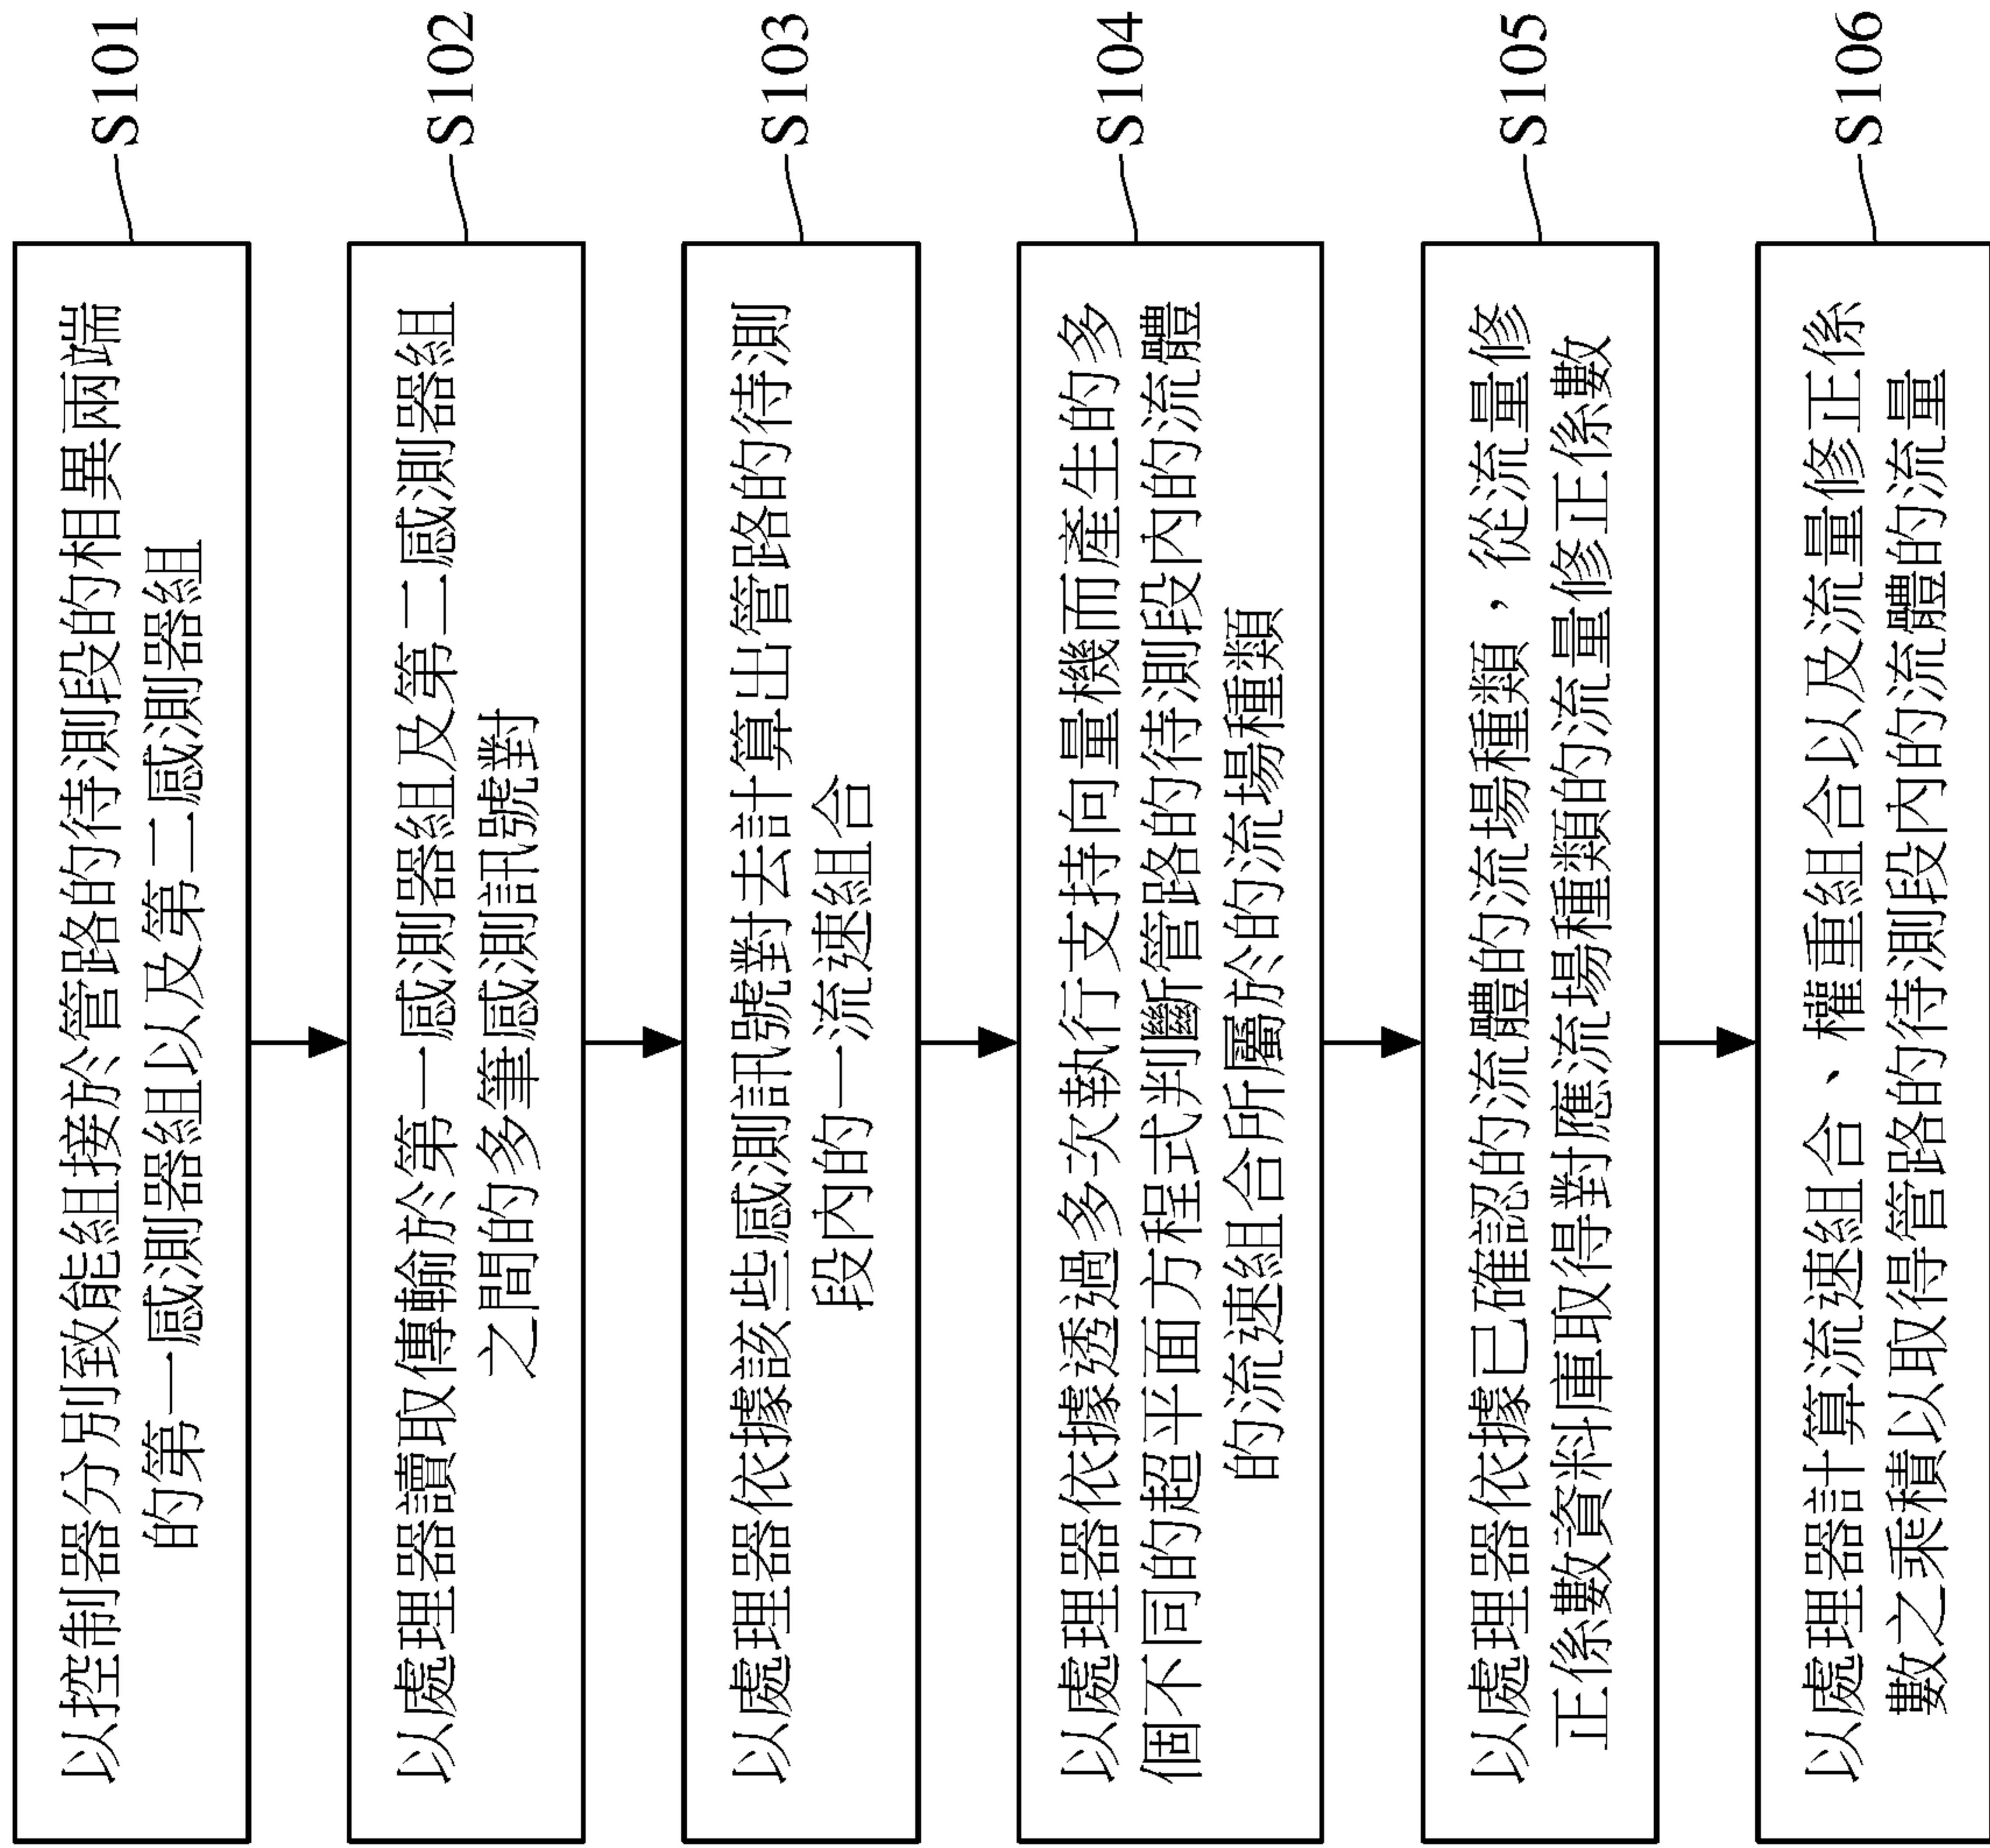 以控制器分別致能組接於管路的待測段的相異兩端
的第一感測器組以及第二感測器組
S101
以處理器讀取傳輸於第一感測器組及第二感測器組
之間的多筆感測訊號對
S102
以處理器依據該些感測訊號對去計算出管路的待測
段內的一流速組合
S103
以處理器依據透過多次執行支持向量機而產生的多
個不同的超平面方程式判斷管路的待測段內的流體
的流速組合所屬於的流場種類
S104
以處理器依據已確認的流體的流場種類，從流量修
正係數資料庫取得對應流場種類的流量修正係數
S105
以處理器計算流速組合、權重組合以及流量修正係
數之乘積以取得管路的待測段內的流體的流量
S106